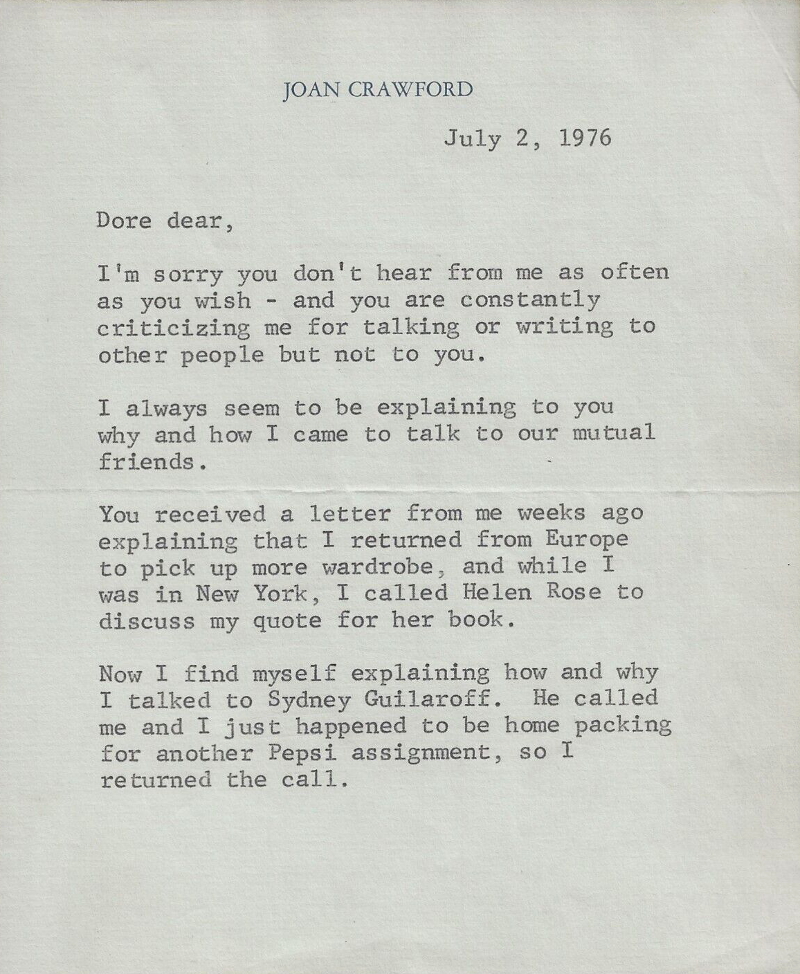 JOAN CRAWFORD
July 2, 1976
Dore dear,
I'm sorry you don't hear from me as often
as you wish - and you are constantly
criticizing me for talking or writing to
other people but not to you.
I always seem to be explaining to you
why and how I came to talk to our mutual
friends.
You received a letter from me weeks ago
explaining that I returned from Europe
to pick up more wardrobe, and while I
was in New York, I called Helen Rose to
discuss my quote for her book.
Now I find myself explaining how and why
I talked to Sydney Guilaroff.  He called
me and I just happened to be home packing
for another Pepsi assignment, so I
returned the call.